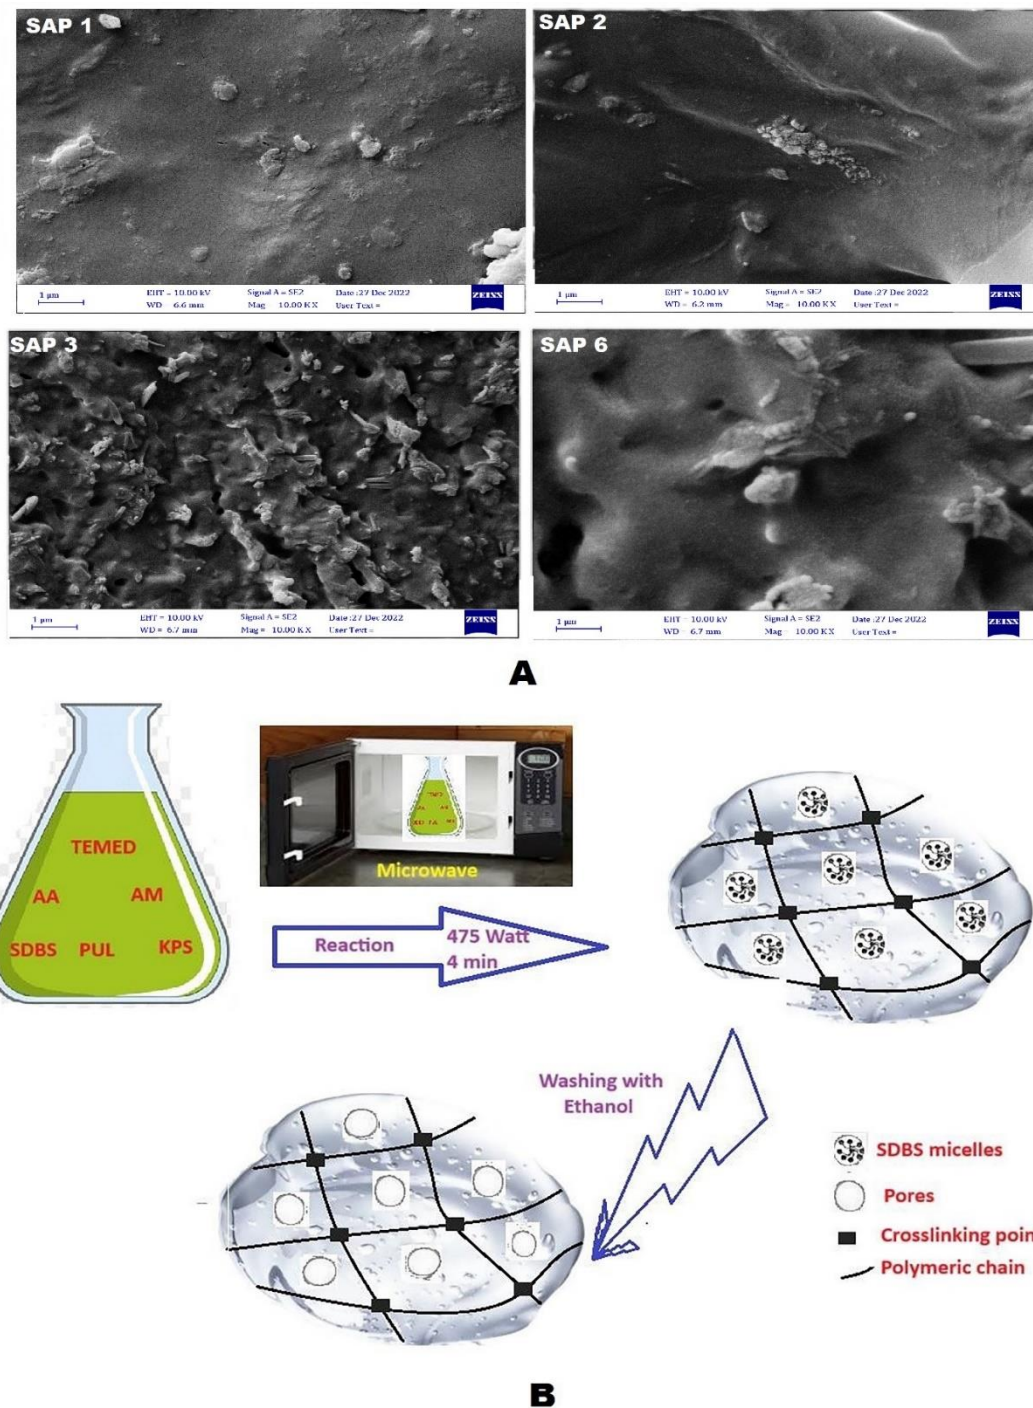 SAP 1
1 µm
EHT = 10.00 kV
WD = 6.6 mm
Signal A = SE2
Mag = 10.00 KX
Date :27 Dec 2022
User Text =
ZEISS
SAP 2
1 µm
EHT = 10.00 kV
WD = 6.2 mm
Signal A = SE2
Mag = 10.00 KX
Date :27 Dec 2022
User Text =
ZEISS
SAP 3
1 µm
EHT = 10.00 kV
WD = 6.7 mm
Signal A = SE2
Mag = 10.00 KX
Date :27 Dec 2022
User Text =
ZEISS
SAP 6
1 µm
EHT = 10.00 kV
WD = 6.7 mm
Signal A = SE2
Mag = 10.00 KX
Date :27 Dec 2022
User Text =
ZEISS
A
TEMED
AA AM
SDBS PUL KPS
TEMED
Microwave
Reaction
475 Watt
4 min
Washing with
Ethanol
SDBS micelles
Pores
Crosslinking poin
Polymeric chain
B